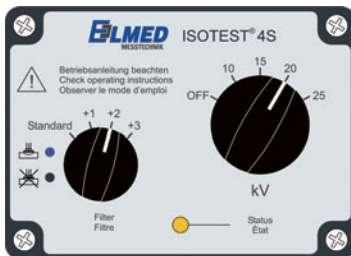 ELMED
MESSTECHNIK
ISOTEST® 4S
Betriebsanleitung beachten
Check operating instructions
Observer le mode d'emploi
OFF 10 15 20 25
kV
Standard +1 +2 +3
Filter
Filtre
Status
État